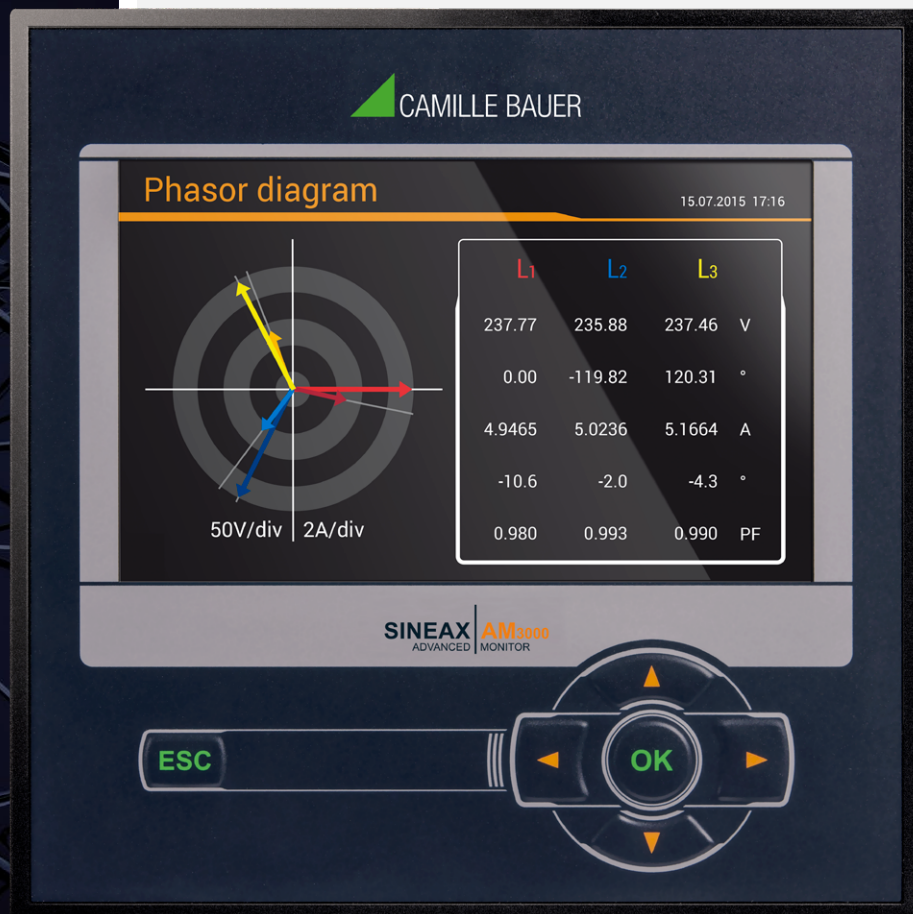 CAMILLE BAUER
Phasor diagram
15.07.2015 17:16
L1 L2 L3
237.77 235.88 237.46 V
0.00 -119.82 120.31 °
4.9465 5.0236 5.1664 A
-10.6 -2.0 -4.3 °
0.980 0.993 0.990 PF
50V/div 2A/div
SINEAX AM3000
ADVANCED MONITOR
ESC
OK